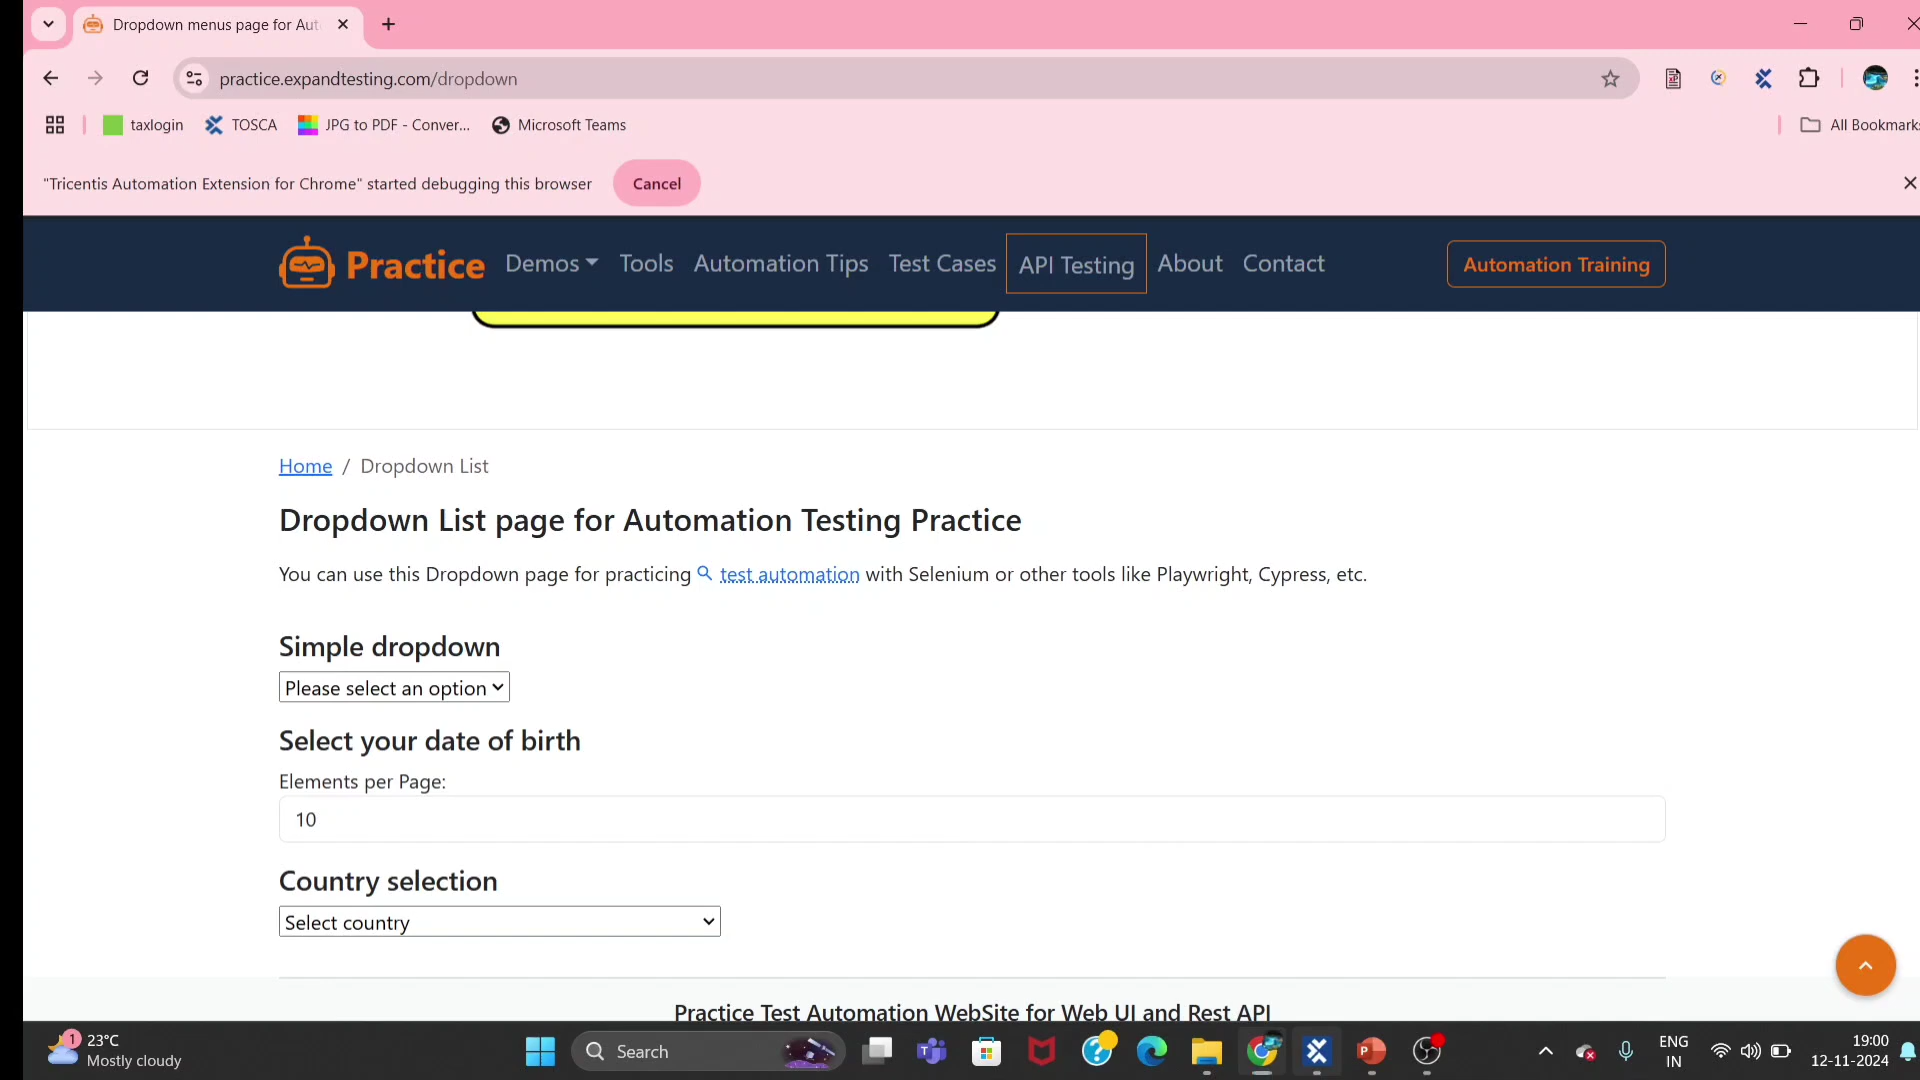 Dropdown menus page for Aut
practice.expandtesting.com/dropdown
taxlogin
TOSCA
JPG to PDF - Conver...
Microsoft Teams
All Bookmarks
"Tricentis Automation Extension for Chrome" started debugging this browser
Cancel
Practice
Demos
Tools
Automation Tips
Test Cases
API Testing
About
Contact
Automation Training
Home / Dropdown List
Dropdown List page for Automation Testing Practice
You can use this Dropdown page for practicing test automation with Selenium or other tools like Playwright, Cypress, etc.
Simple dropdown
Please select an option
Select your date of birth
Elements per Page:
10
Country selection
Select country
Practice Test Automation WebSite for Web UI and Rest API
1
23°C
Mostly cloudy
Search
ENG
IN
19:00
12-11-2024